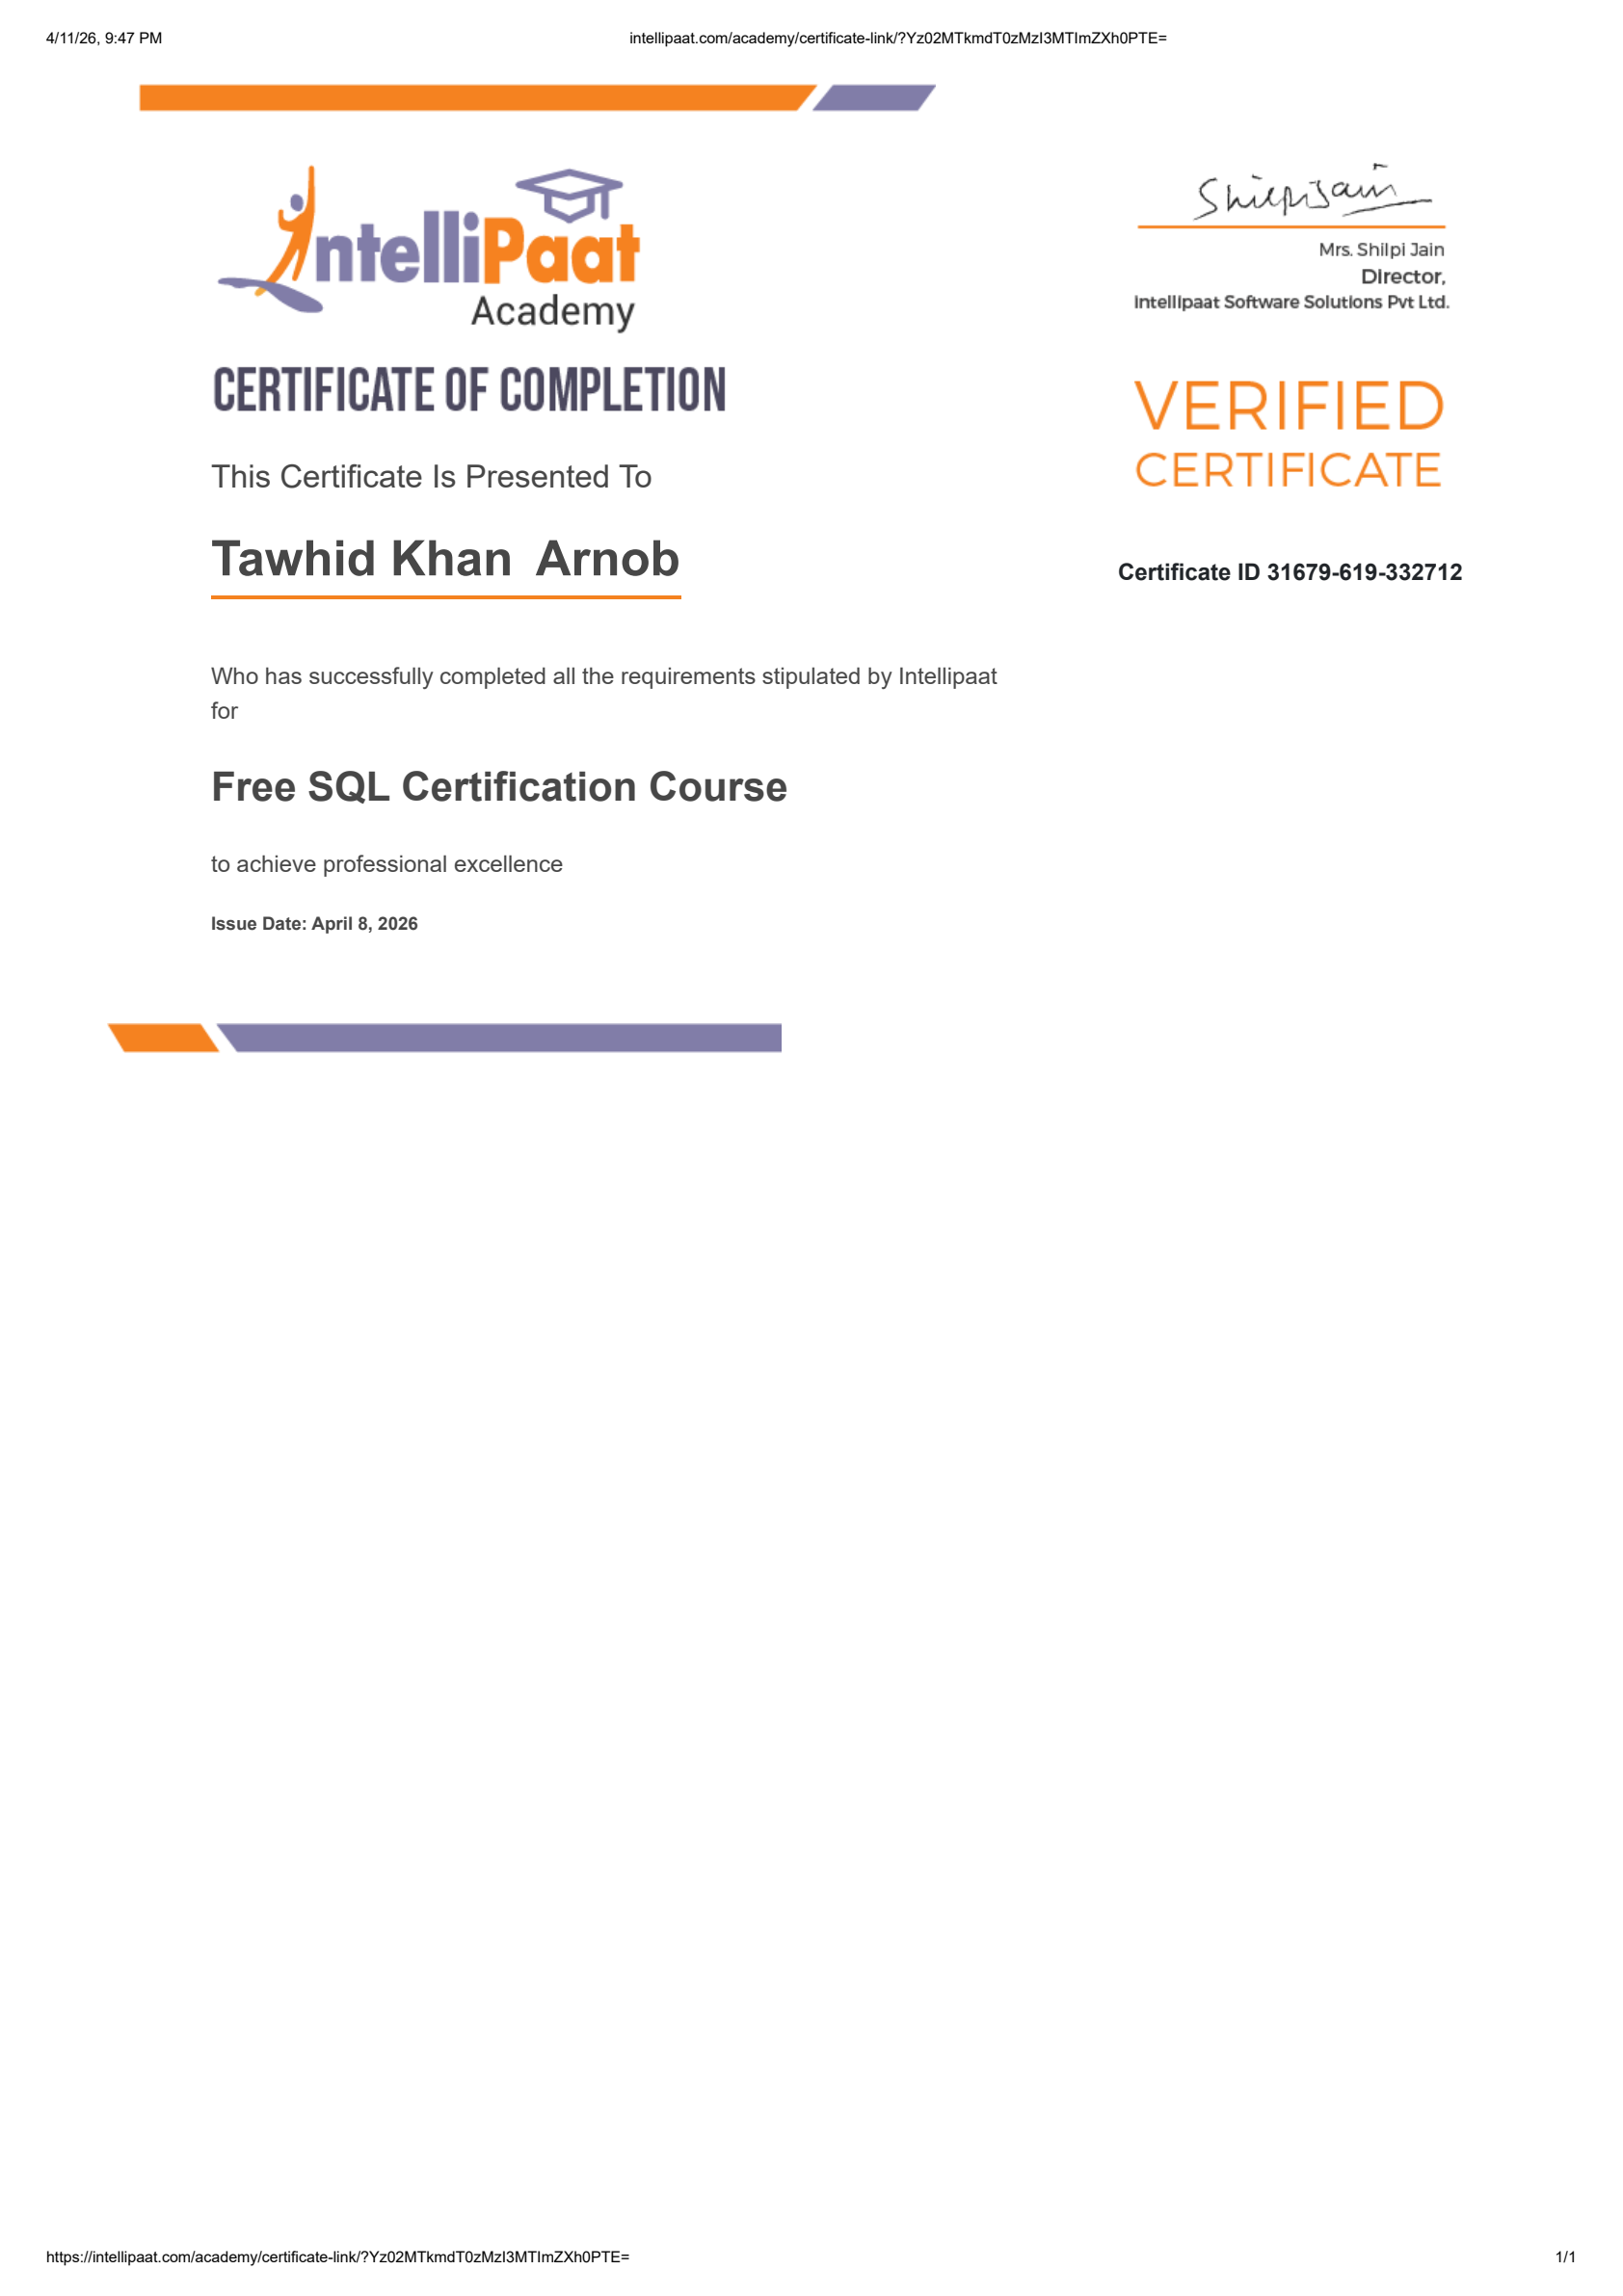 4/11/26, 9:47 PM
intellipaat.com/academy/certificate-link/?Yz02MTkmdT0zMzI3MTImZXh0PTE=
IntelliPaat
Academy
CERTIFICATE OF COMPLETION
This Certificate Is Presented To
Tawhid Khan Arnob
Who has successfully completed all the requirements stipulated by Intellipaat
for
Free SQL Certification Course
to achieve professional excellence
Issue Date: April 8, 2026
Shilpi Jain
Mrs. Shilpi Jain
Director,
Intellipaat Software Solutions Pvt Ltd.
VERIFIED
CERTIFICATE
Certificate ID 31679-619-332712
https://intellipaat.com/academy/certificate-link/?Yz02MTkmdT0zMzI3MTImZXh0PTE=
1/1